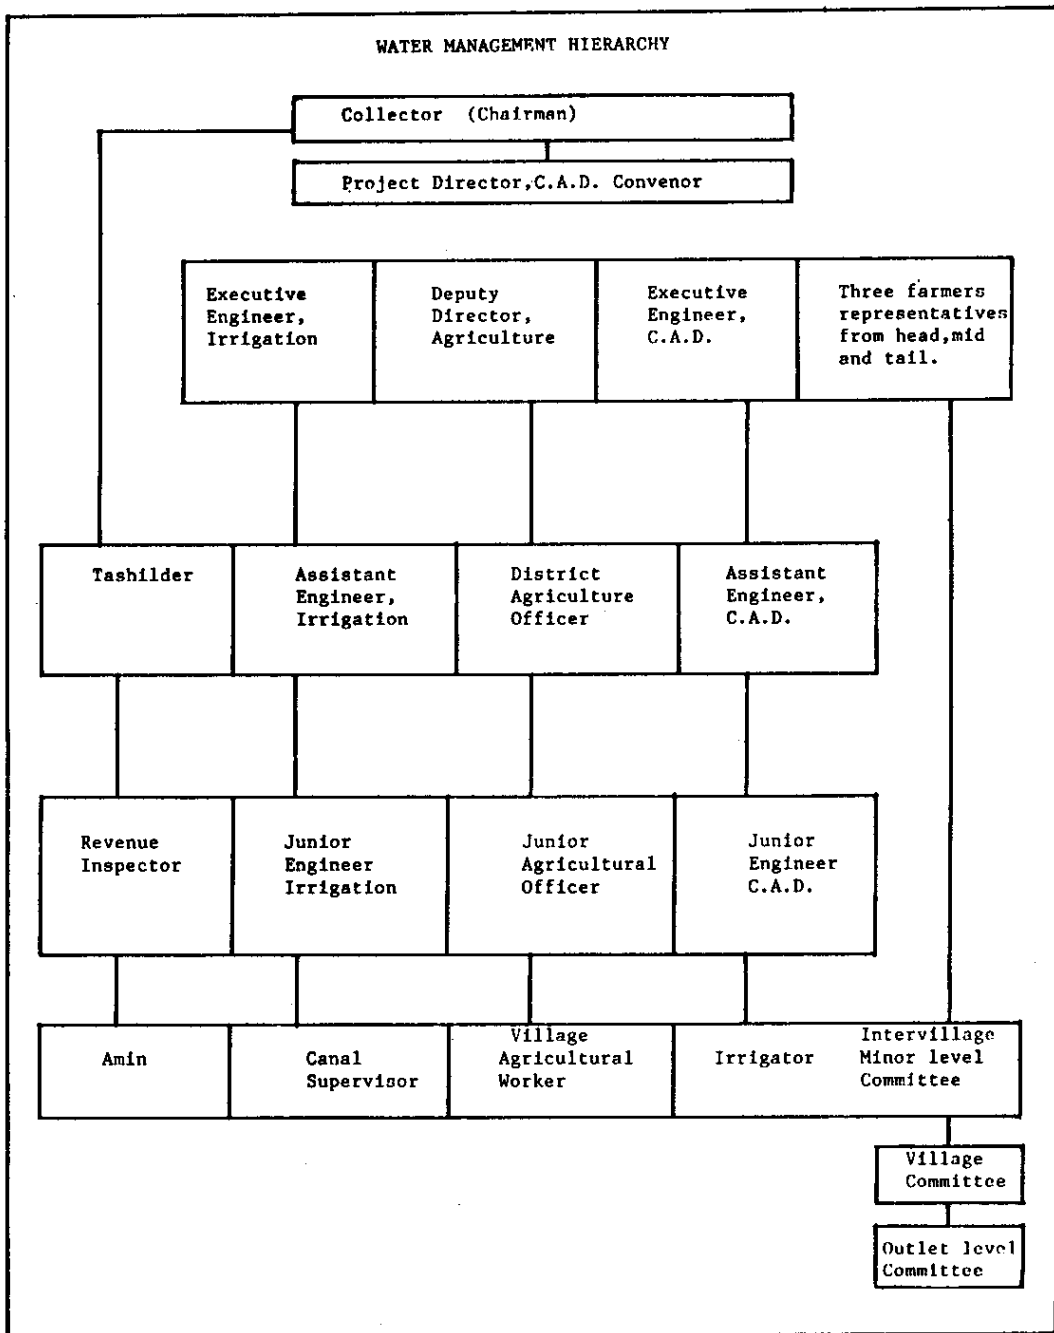 WATER MANAGEMENT HIERARCHY
Collector (Chairman)
Project Director,C.A.D. Convenor
Executive
Engineer,
Irrigation
Deputy
Director,
Agriculture
Executive
Engineer,
C.A.D.
Three farmers
representatives
from head,mid
and tail.
Tashilder
Assistant
Engineer,
Irrigation
District
Agriculture
Officer
Assistant
Engineer,
C.A.D.
Revenue
Inspector
Junior
Engineer
Irrigation
Junior
Agricultural
Officer
Junior
Engineer
C.A.D.
Amin
Canal
Supervisor
Village
Agricultural
Worker
Irrigator
Intervillage
Minor level
Committee
Village
Committee
Outlet level
Committee